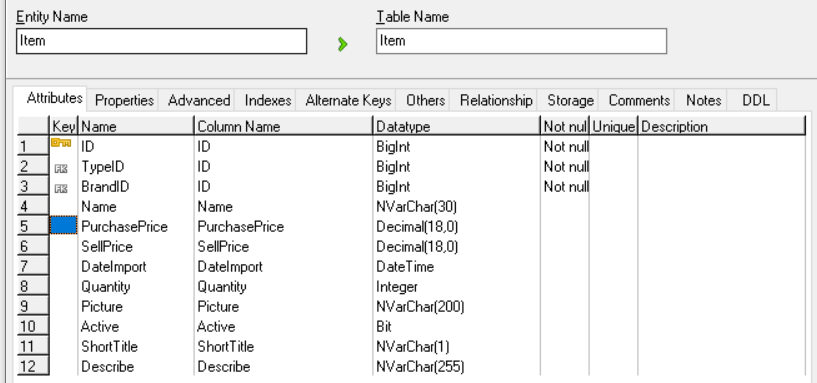 Entity Name Table Name
Item Item
Attributes Properties Advanced Indexes Alternate Keys Others Relationship Storage Comments Notes DDL
Key Name Column Name Datatype Not nul Unique Description
1 ID ID BigInt Not null
2 FK TypeID ID BigInt Not null
3 FK BrandID ID BigInt Not null
4 Name Name NVarChar(30)
5 PurchasePrice PurchasePrice Decimal(18,0)
6 SellPrice SellPrice Decimal(18,0)
7 DateImport DateImport DateTime
8 Quantity Quantity Integer
9 Picture Picture NVarChar(200)
10 Active Active Bit
11 ShortTitle ShortTitle NVarChar(1)
12 Describe Describe NVarChar(255)